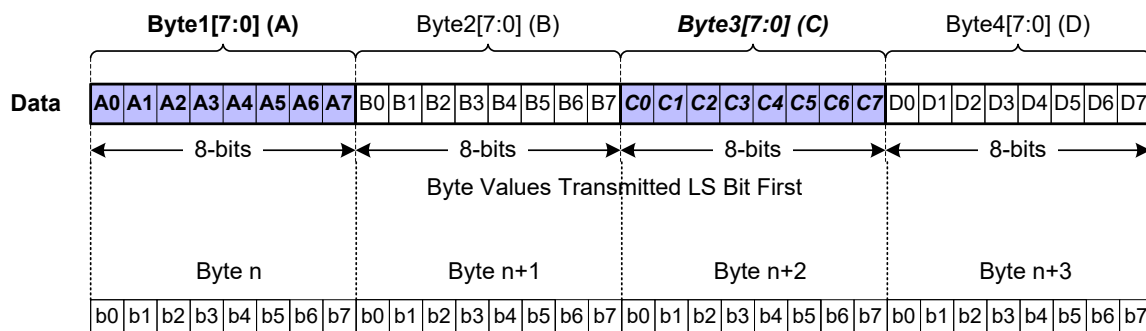 Byte1[7:0] (A) Byte2[7:0] (B) Byte3[7:0] (C) Byte4[7:0] (D)
Data A0 A1 A2 A3 A4 A5 A6 A7 B0 B1 B2 B3 B4 B5 B6 B7 C0 C1 C2 C3 C4 C5 C6 C7 D0 D1 D2 D3 D4 D5 D6 D7
8-bits 8-bits 8-bits 8-bits
Byte Values Transmitted LS Bit First
Byte n Byte n+1 Byte n+2 Byte n+3
b0 b1 b2 b3 b4 b5 b6 b7 b0 b1 b2 b3 b4 b5 b6 b7 b0 b1 b2 b3 b4 b5 b6 b7 b0 b1 b2 b3 b4 b5 b6 b7